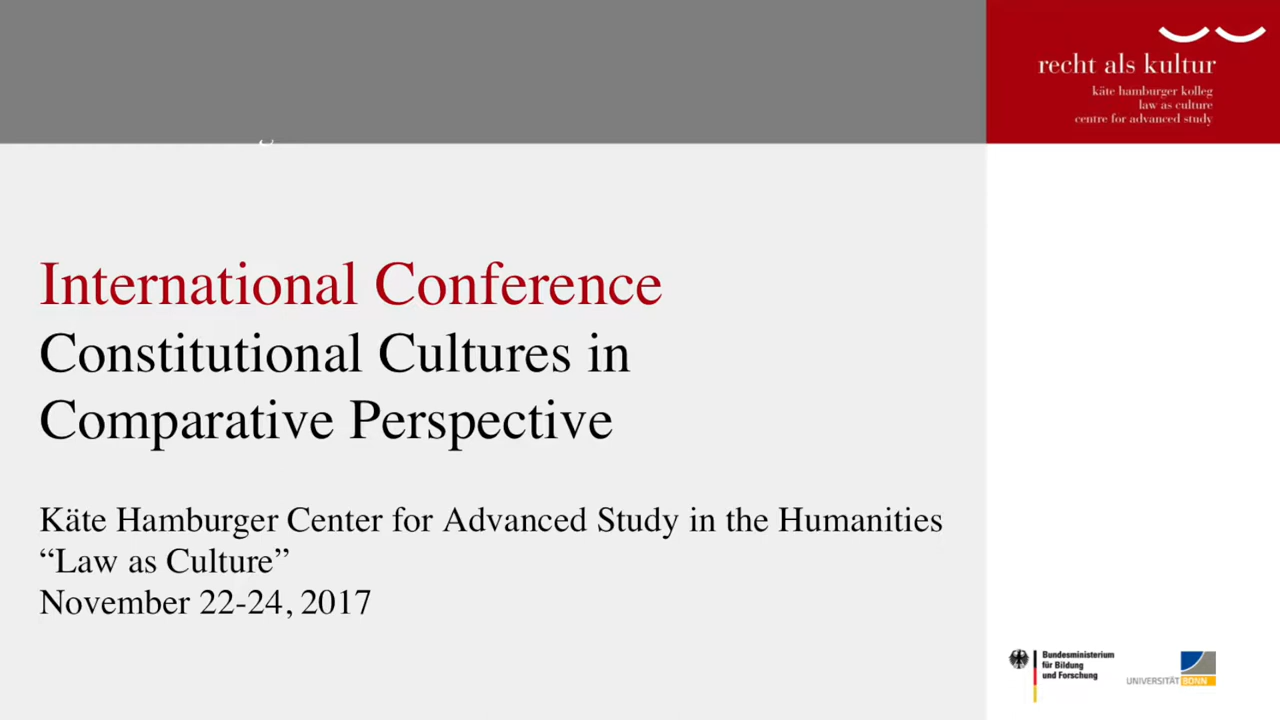 recht als kultur
käte hamburger kolleg
law as culture
centre for advanced study
International Conference
Constitutional Cultures in
Comparative Perspective
Käte Hamburger Center for Advanced Study in the Humanities
“Law as Culture”
November 22-24, 2017
Bundesministerium
für Bildung
und Forschung
UNIVERSITÄT BONN